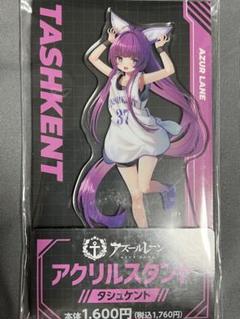 TASHKENT
AZUR LANE
37
アズールレーン
アクリルスタンド
タシュケント
本体1,600円(税込1,760円)